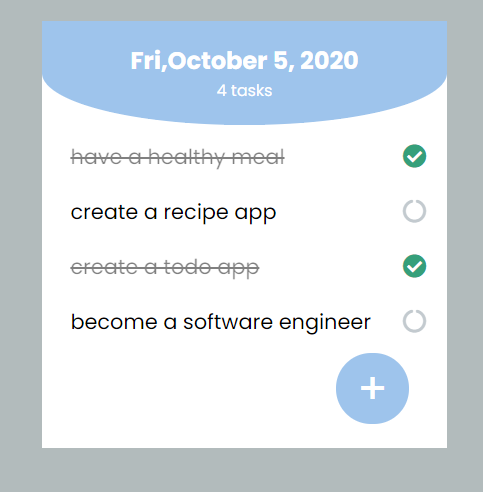 Fri,October 5, 2020
4 tasks
have a healthy meal
create a recipe app
create a todo app
become a software engineer
+